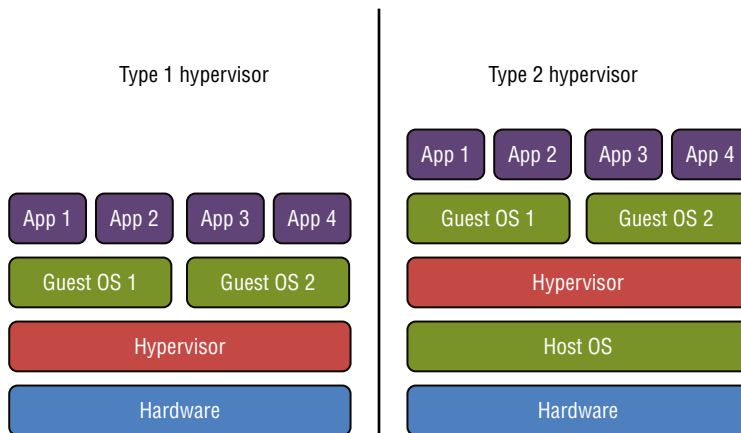 Type 1 hypervisor
App 1 App 2 App 3 App 4
Guest OS 1 Guest OS 2
Hypervisor
Hardware
Type 2 hypervisor
App 1 App 2 App 3 App 4
Guest OS 1 Guest OS 2
Hypervisor
Host OS
Hardware